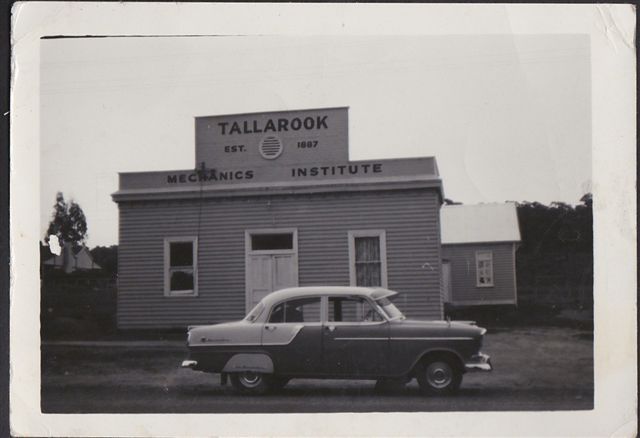 TALLAROOK
EST. 1887
MECHANICS INSTITUTE